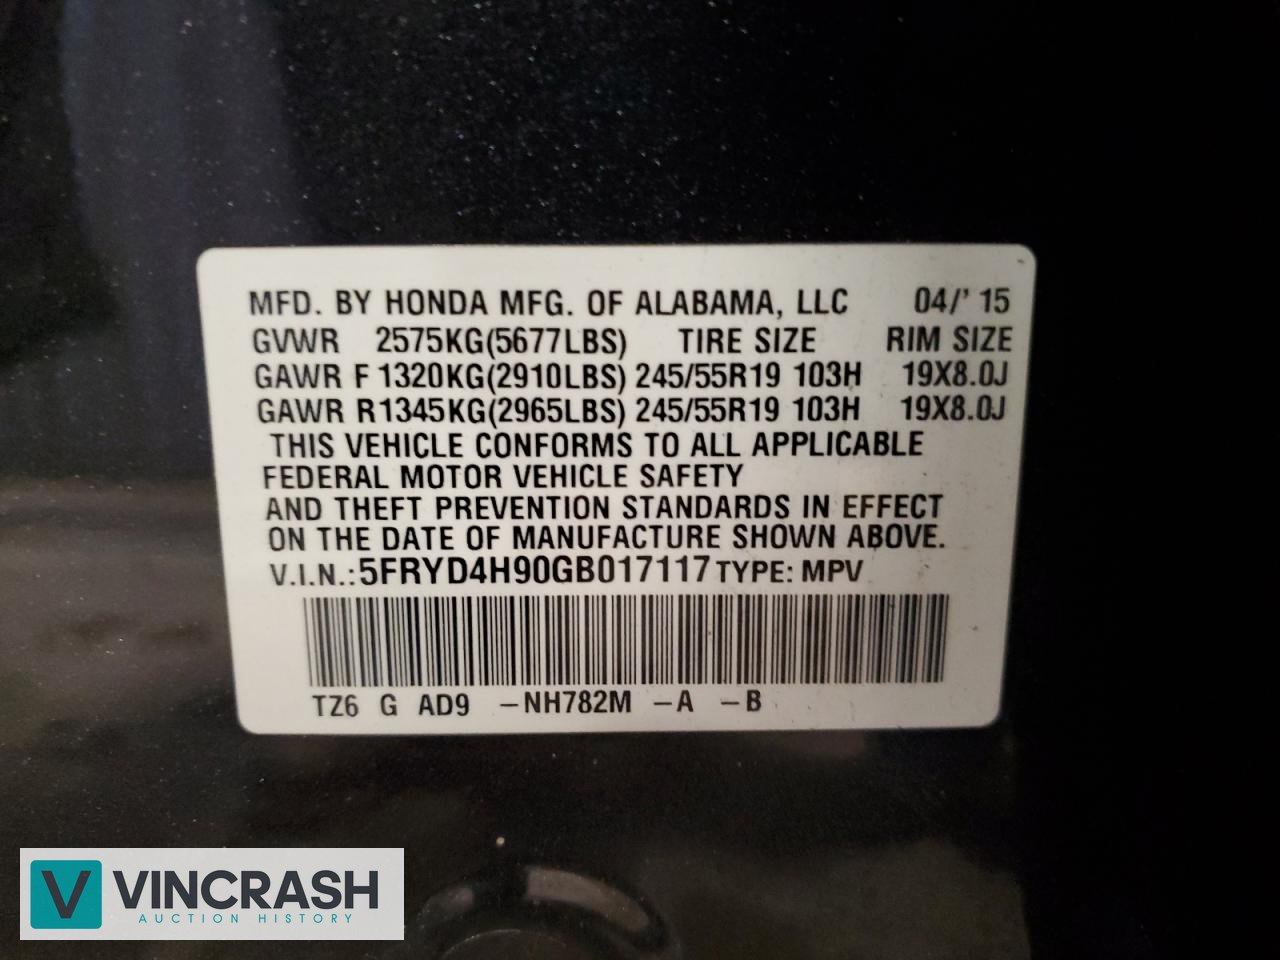 MFD. BY HONDA MFG. OF ALABAMA, LLC 04/' 15
GVWR 2575KG(5677LBS) TIRE SIZE RIM SIZE
GAWR F 1320KG(2910LBS) 245/55R19 103H 19X8.0J
GAWR R1345KG(2965LBS) 245/55R19 103H 19X8.0J
THIS VEHICLE CONFORMS TO ALL APPLICABLE
FEDERAL MOTOR VEHICLE SAFETY
AND THEFT PREVENTION STANDARDS IN EFFECT
ON THE DATE OF MANUFACTURE SHOWN ABOVE.
V.I.N.:5FRYD4H90GB017117 TYPE: MPV
TZ6 G AD9 -NH782M -A -B
V VINCRASH
AUCTION HISTORY